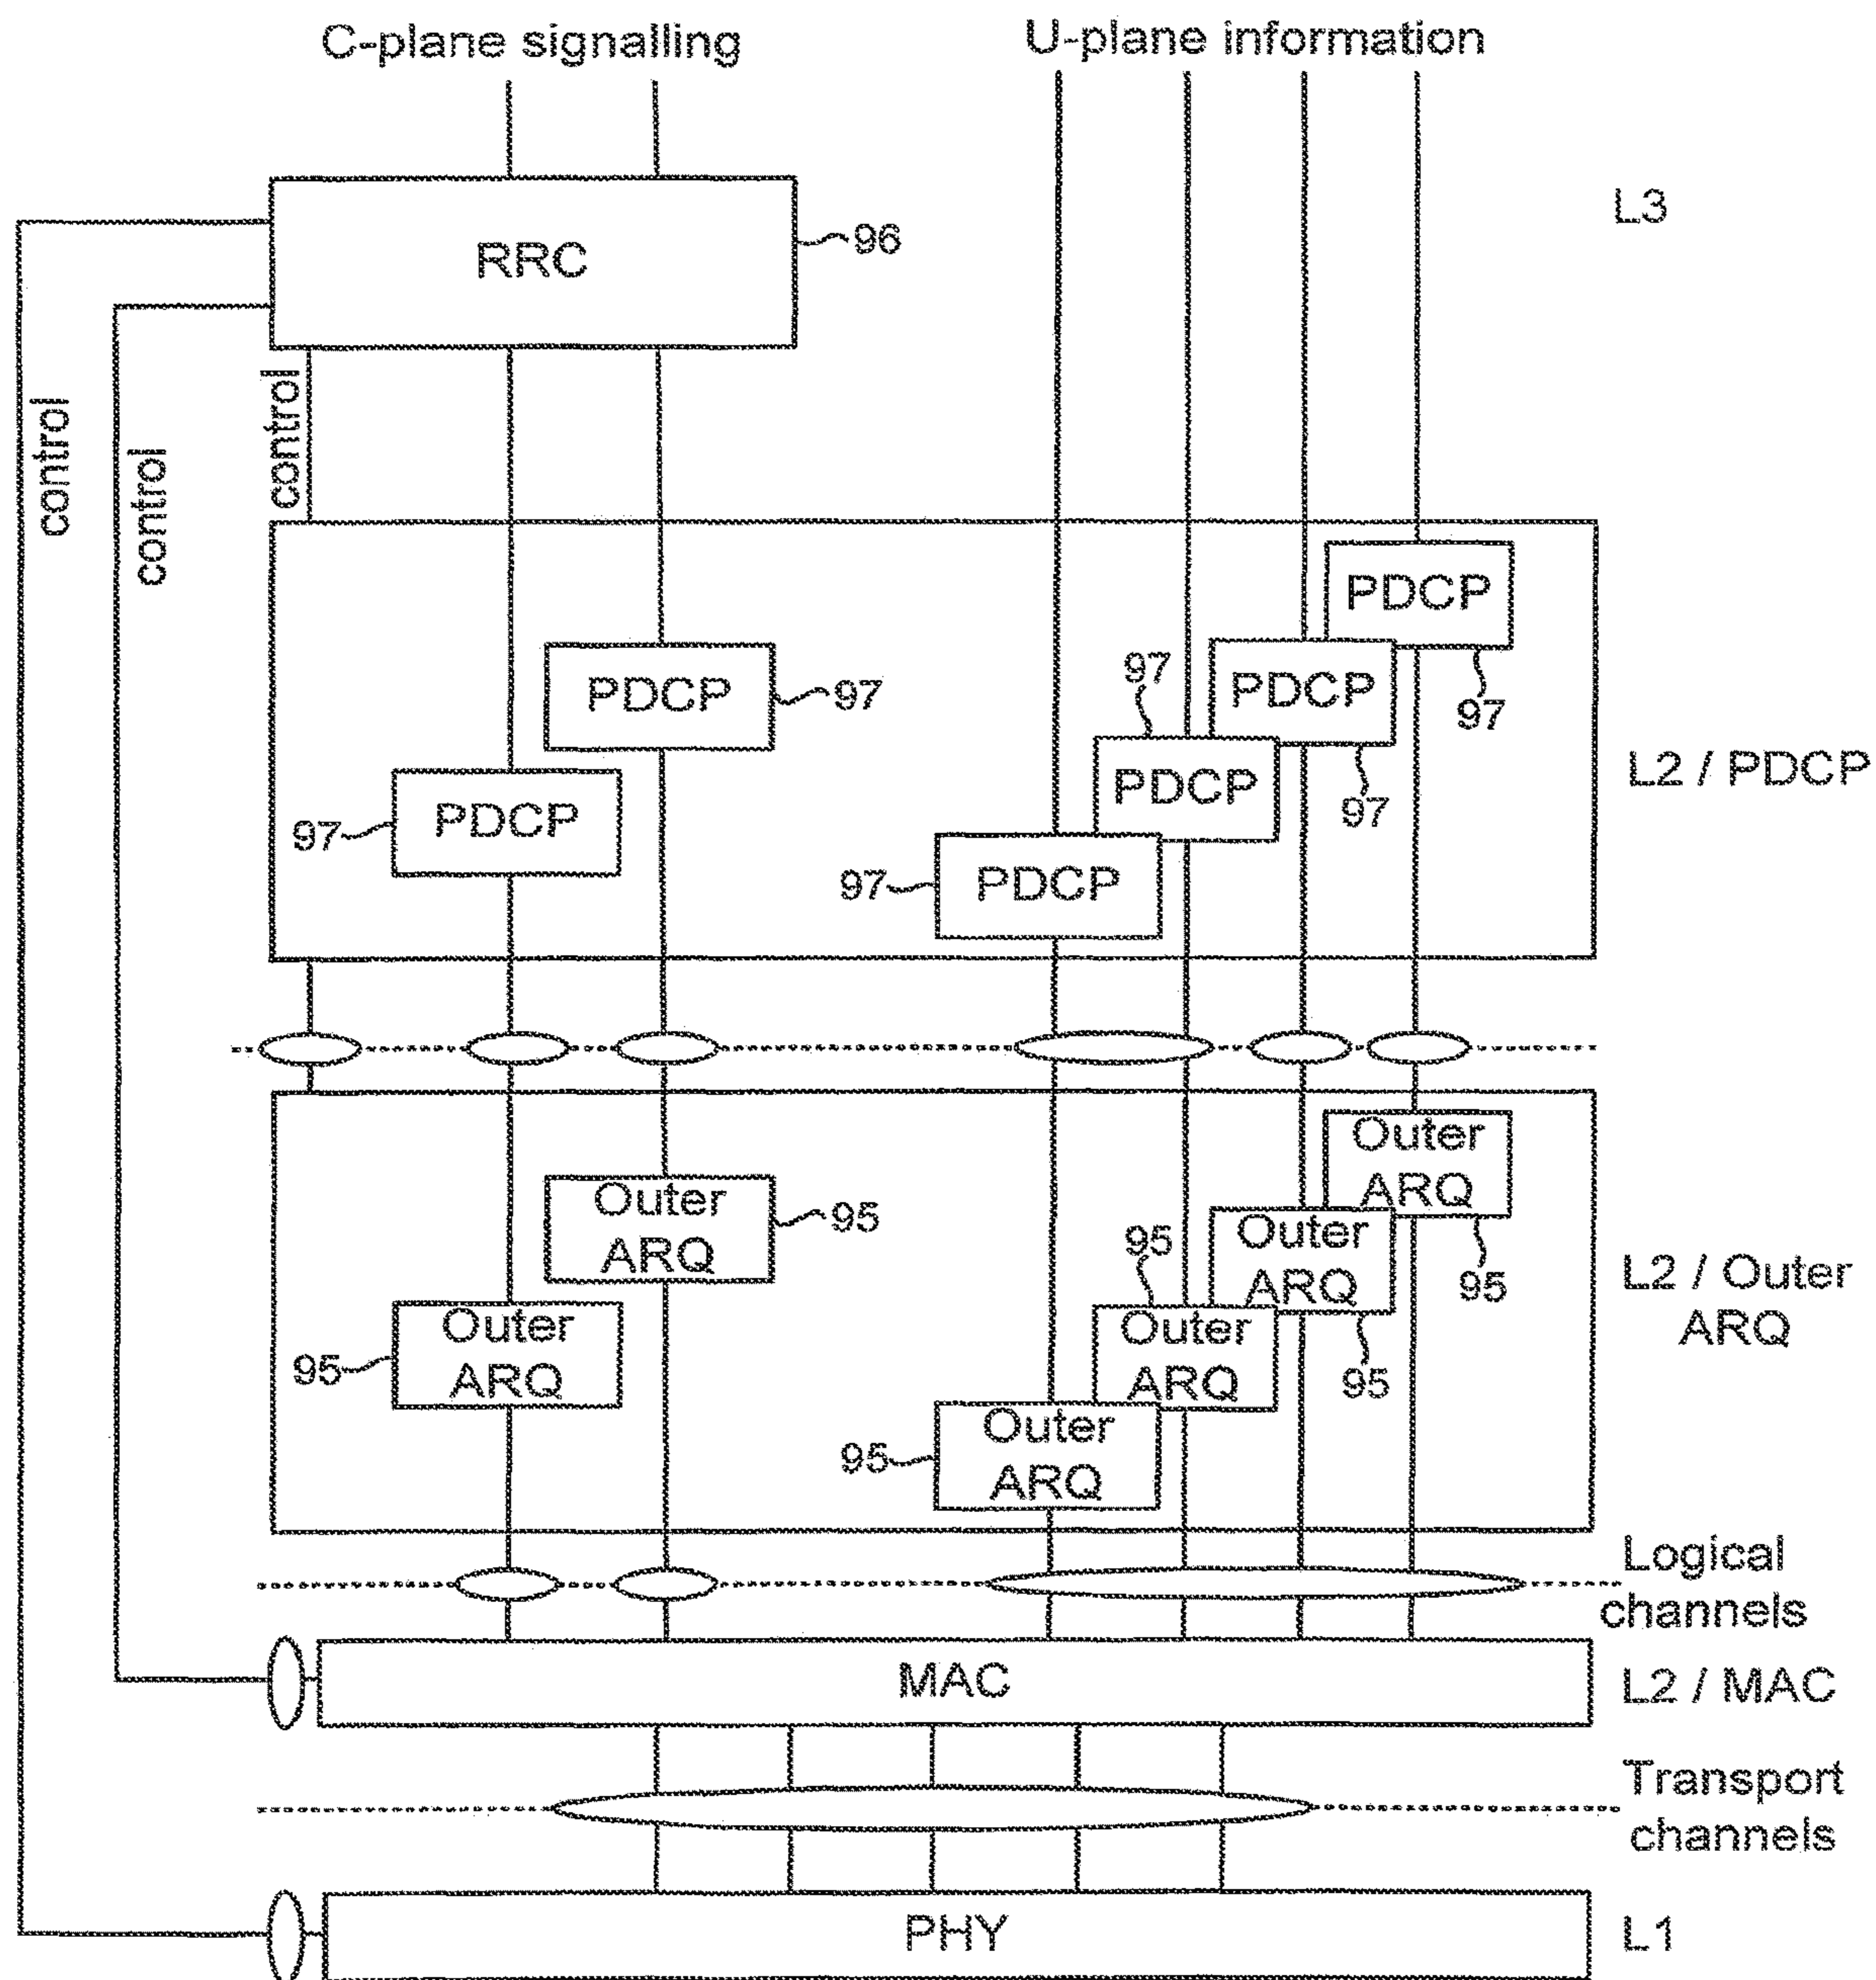 C-plane signalling
U-plane information
L3
RRC
96
control
control
control
PDCP
97
PDCP
97
PDCP
97
PDCP
97
PDCP
97
PDCP
97
L2 / PDCP
Outer
ARQ
95
Outer
ARQ
95
Outer
ARQ
95
Outer
ARQ
95
Outer
ARQ
95
Outer
ARQ
95
L2 / Outer
ARQ
Logical
channels
MAC
L2 / MAC
Transport
channels
PHY
L1